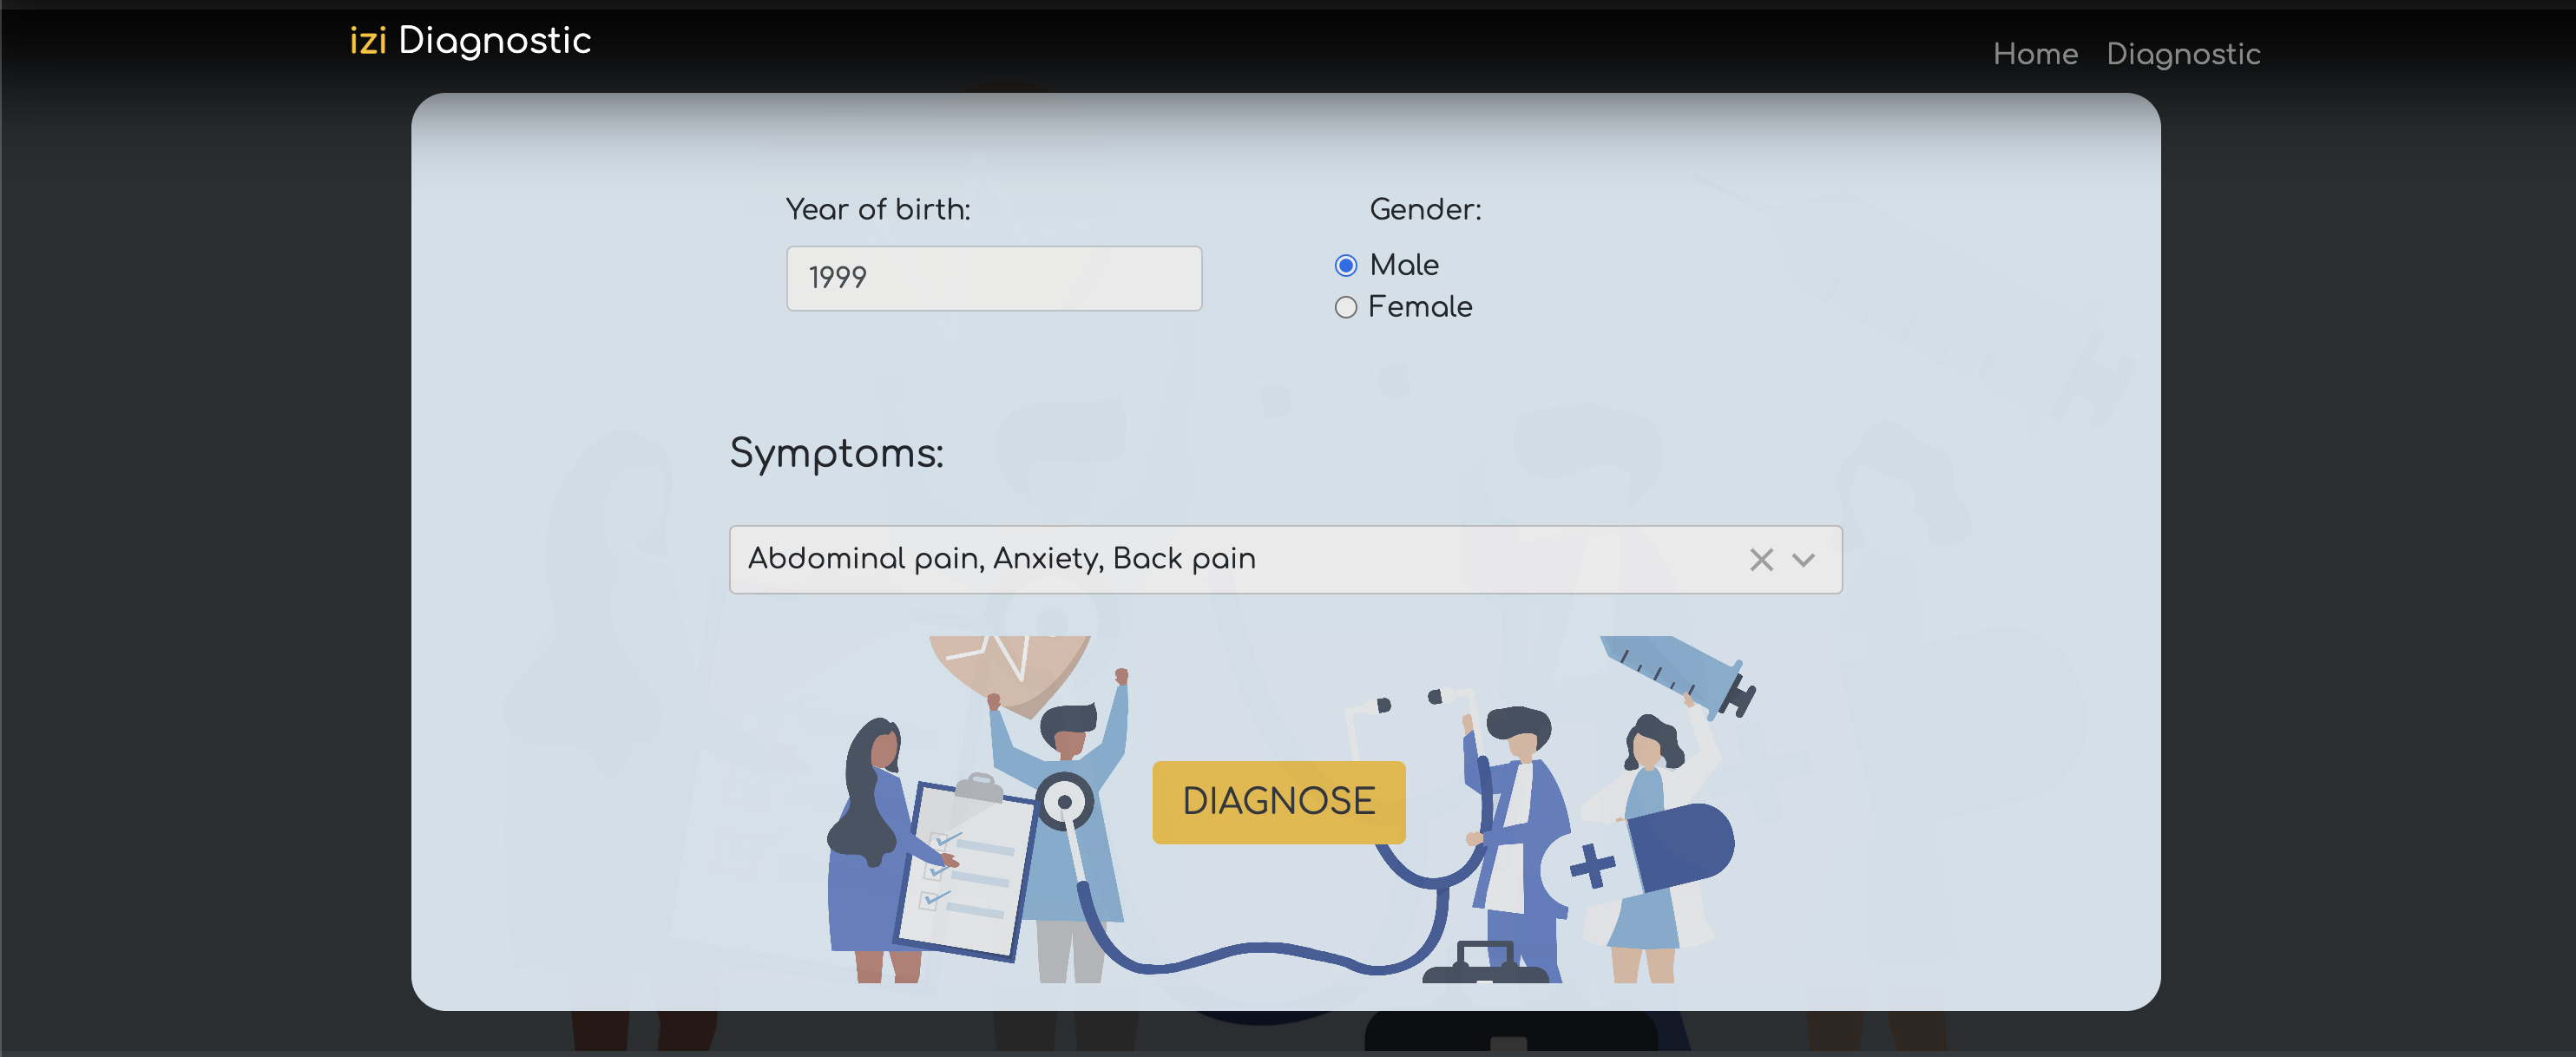 izi Diagnostic
Home Diagnostic
Year of birth:
Gender:
1999
Male
Female
Symptoms:
Abdominal pain, Anxiety, Back pain
DIAGNOSE